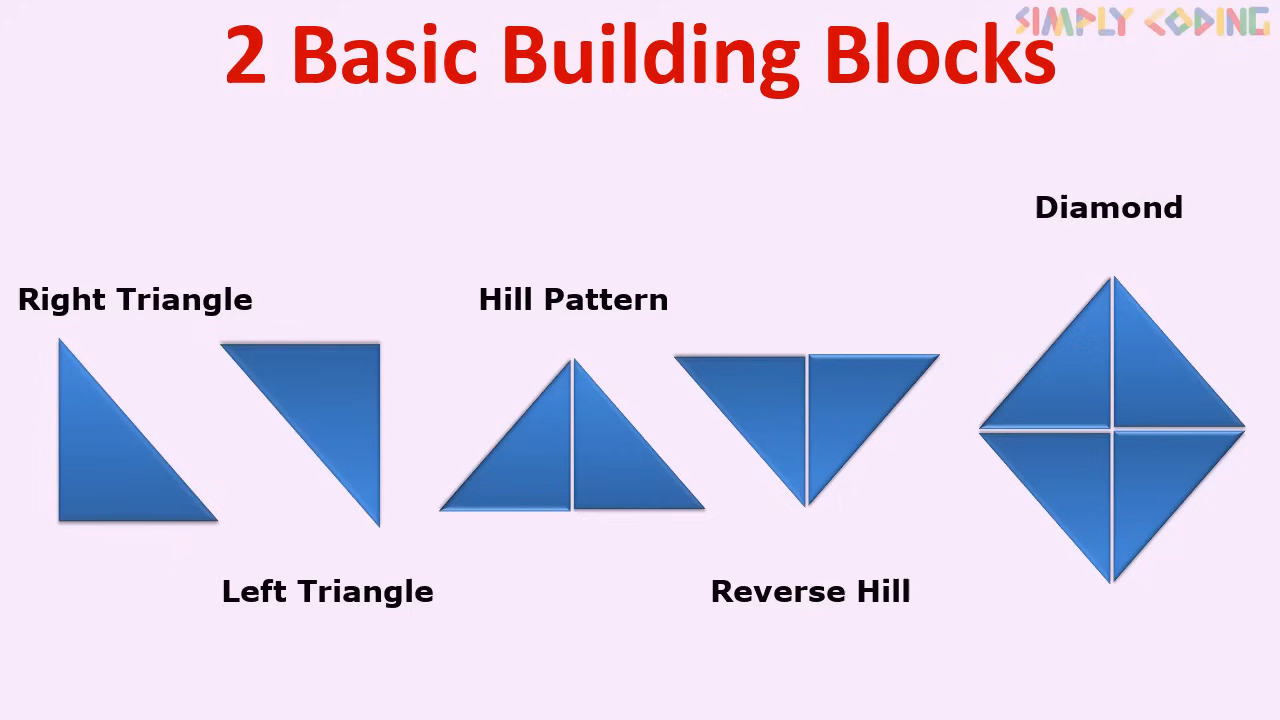 SIMPLY CODING
2 Basic Building Blocks
Diamond
Right Triangle
Hill Pattern
Left Triangle
Reverse Hill